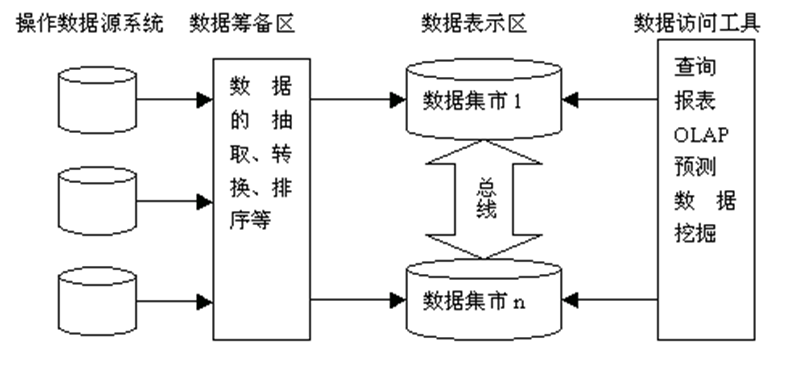 操作数据源系统
数据筹备区
数据表示区
数据访问工具
数据
的抽
取、转
换、排
序等
数据集市1
总
线
数据集市n
查询
报表
OLAP
预测
数据
挖掘